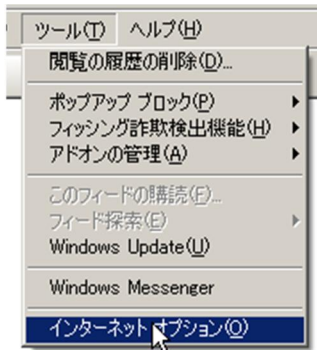 ツール(T) ヘルプ(H)
閲覧の履歴の削除(D)...
ポップアップ ブロック(P)
フィッシング詐欺検出機能(H)
アドオンの管理(A)
このフィードの購読(F)...
フィード探索(E)
Windows Update(U)
Windows Messenger
インターネット オプション(O)